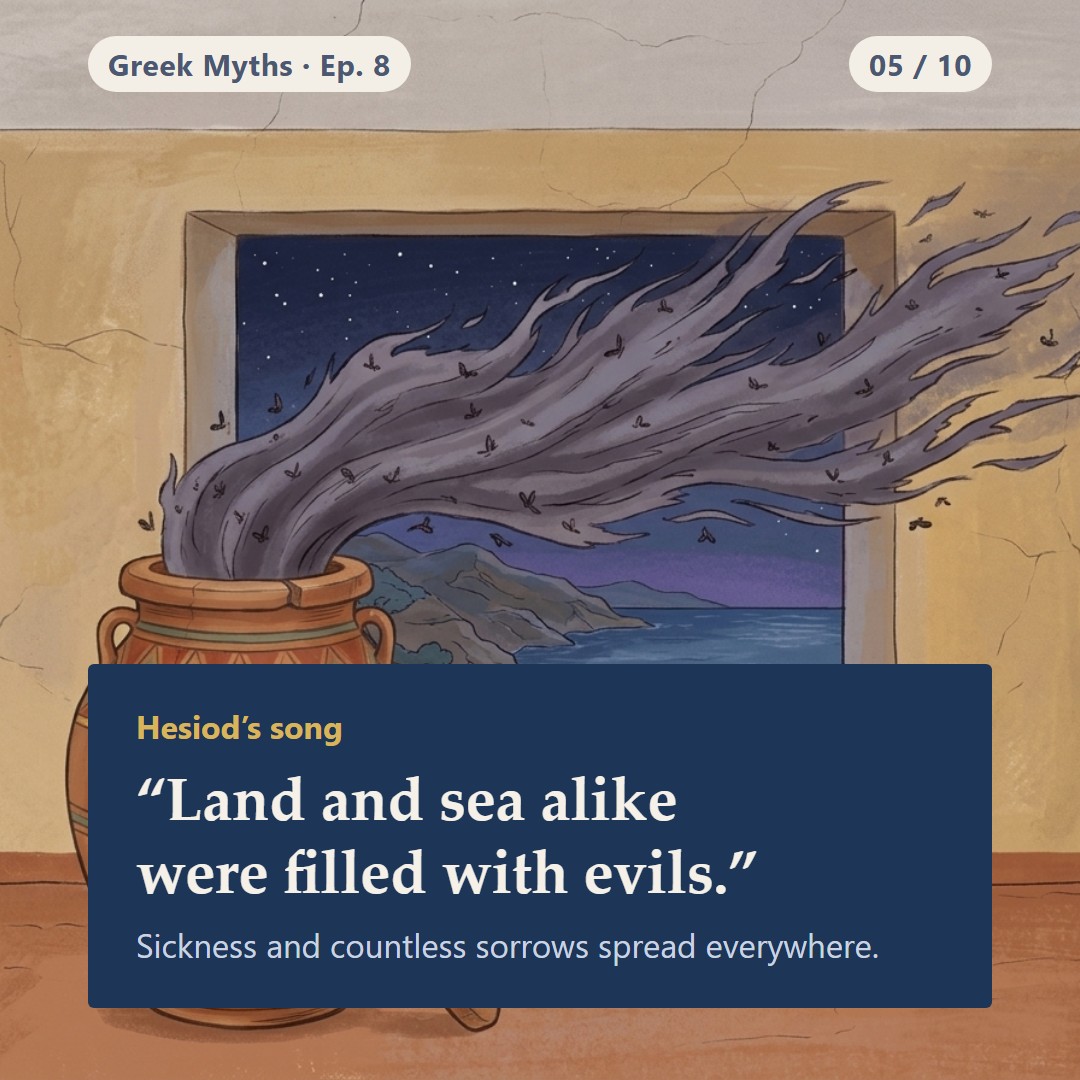 Greek Myths · Ep. 8
05 / 10
Hesiod’s song
“Land and sea alike
were filled with evils.”
Sickness and countless sorrows spread everywhere.